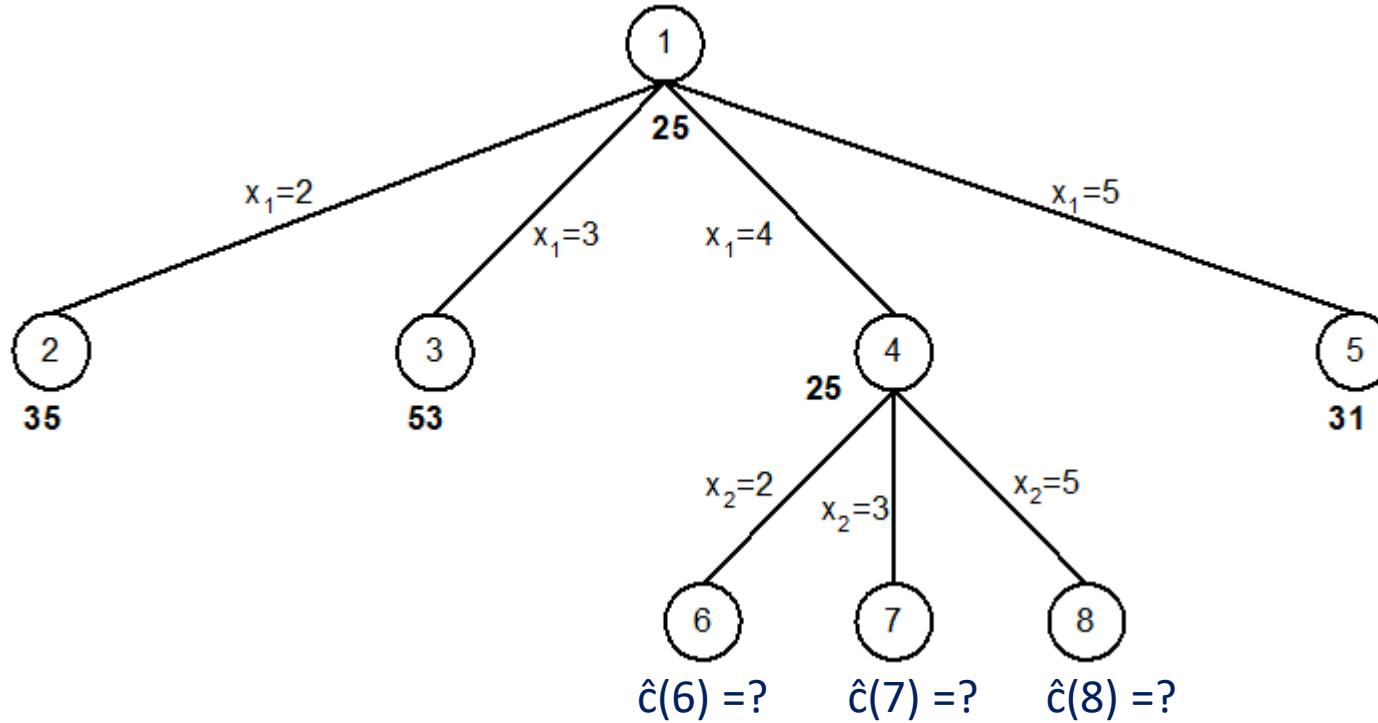 1
25
x₁=2
x₁=3
x₁=4
x₁=5
2
3
4
5
35
53
25
31
x₂=2
x₂=3
x₂=5
6
7
8
ĉ(6) =?
ĉ(7) =?
ĉ(8) =?